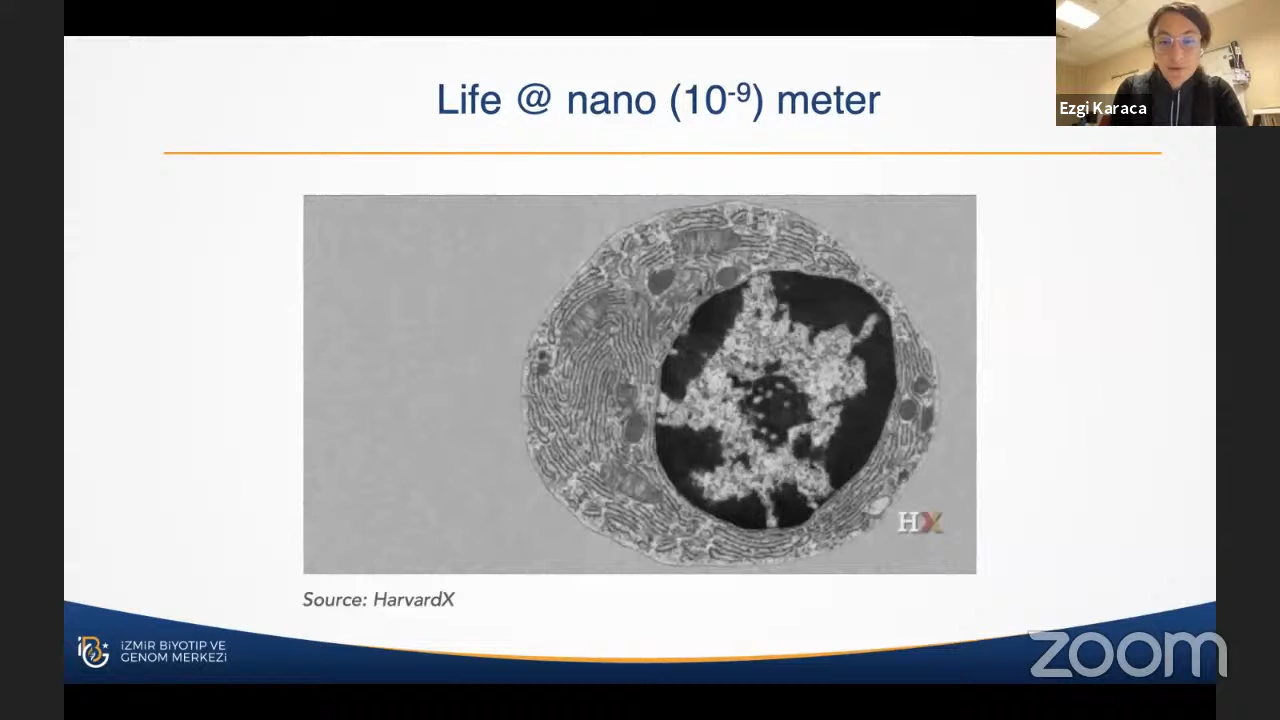 Life @ nano (10⁻⁹) meter
Ezgi Karaca
HX
Source: HarvardX
İZMİR BİYOTIP VE
GENOM MERKEZİ
zoom